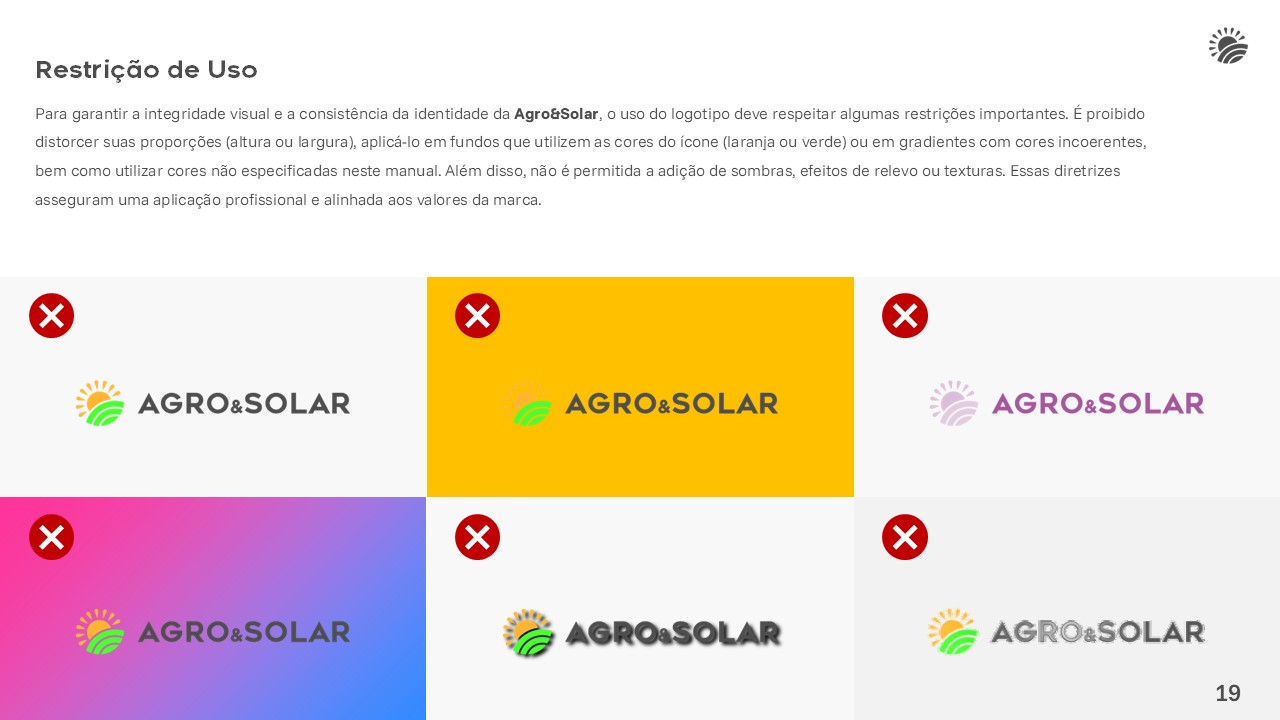 Restrição de Uso
Para garantir a integridade visual e a consistência da identidade da Agro&Solar, o uso do logotipo deve respeitar algumas restrições importantes. É proibido
distorcer suas proporções (altura ou largura), aplicá-lo em fundos que utilizem as cores do ícone (laranja ou verde) ou em gradientes com cores incoerentes,
bem como utilizar cores não especificadas neste manual. Além disso, não é permitida a adição de sombras, efeitos de relevo ou texturas. Essas diretrizes
asseguram uma aplicação profissional e alinhada aos valores da marca.
AGRO&SOLAR
AGRO&SOLAR
AGRO&SOLAR
AGRO&SOLAR
AGRO&SOLAR
AGRO&SOLAR
19